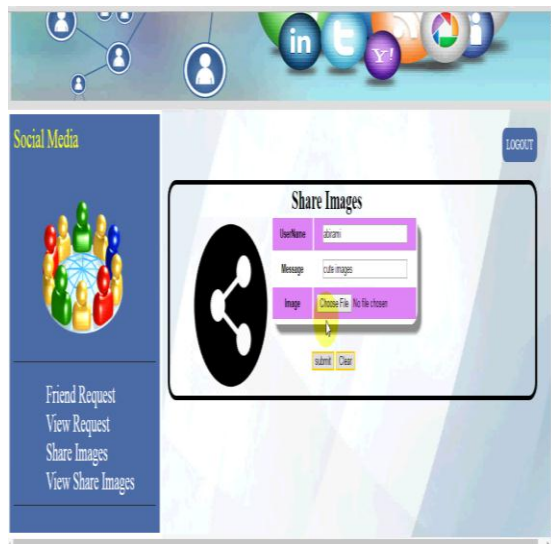 in
Y!
Social Media
LOGOUT
Share Images
UserName abirami
Message cute images
Image Choose File No file chosen
submit Clear
Friend Request
View Request
Share Images
View Share Images